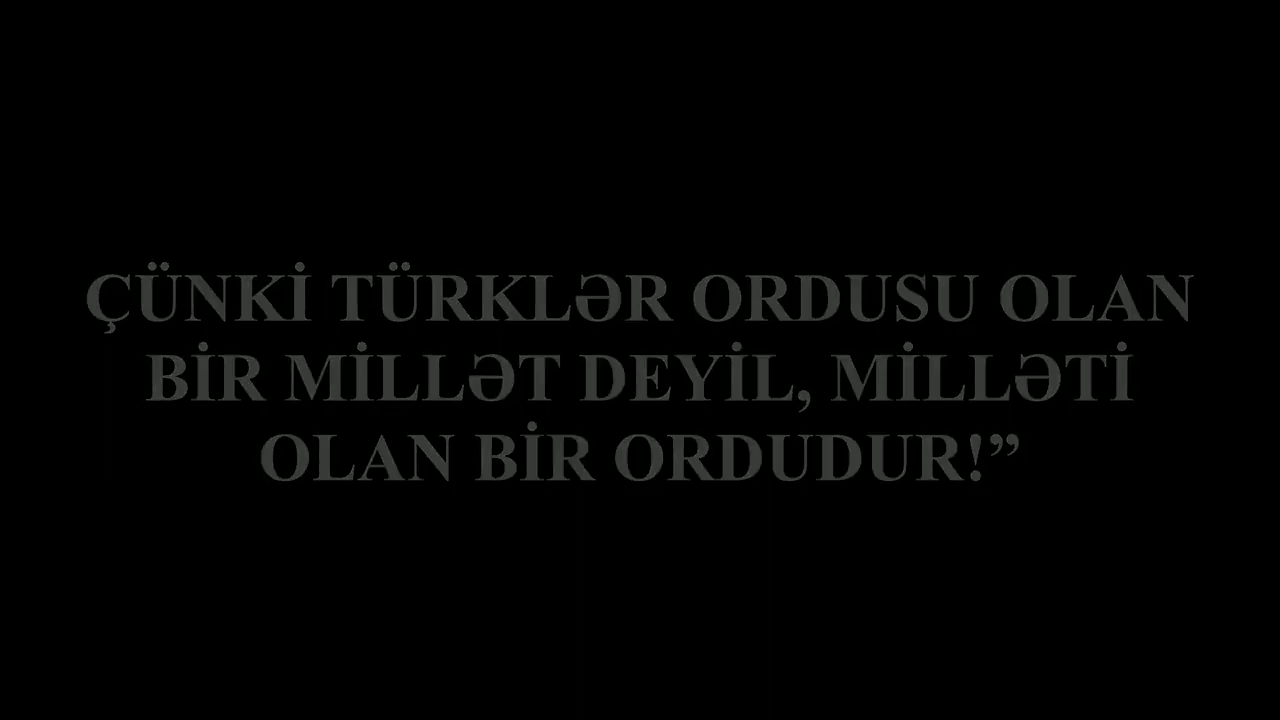 ÇÜNKİ TÜRKLƏR ORDUSU OLAN
BİR MİLLƏT DEYİL, MİLLƏTİ
OLAN BİR ORDUDUR!”